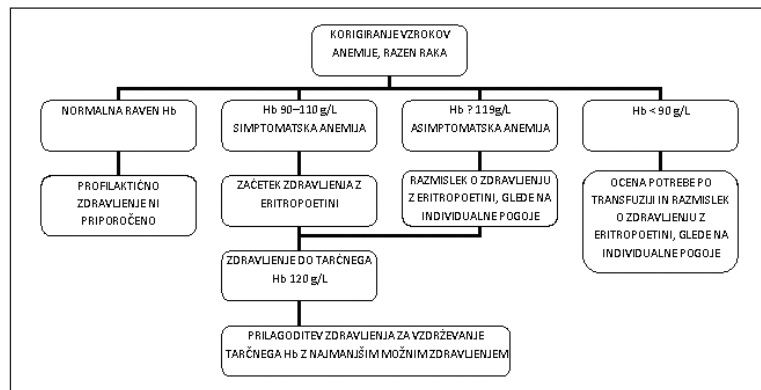 KORIGIRANJE VZROKOV
ANEMIJE, RAZEN RAKA
NORMALNA RAVEN Hb
Hb 90–110 g/L
SIMPTOMATSKA ANEMIJA
Hb ? 119g/L
ASIMPTOMATSKA ANEMIJA
Hb < 90 g/L
PROFILAKTIČNO
ZDRAVLJENJE NI
PRIPOROČENO
ZAČETEK ZDRAVLJENJA Z
ERITROPOETINI
RAZMISLEK O ZDRAVLJENJU
Z ERITROPOETINI, GLEDE NA
INDIVIDUALNE POGOJE
OCENA POTREBE PO
TRANSFUZIJI IN RAZMISLEK
O ZDRAVLJENJU Z
ERITROPOETINI, GLEDE NA
INDIVIDUALNE POGOJE
ZDRAVLJENJE DO TARČNEGA
Hb 120 g/L
PRILAGODITEV ZDRAVLJENJA ZA VZDRŽEVANJE
TARČNEGA Hb Z NAJMANJŠIM MOŽNIM ZDRAVLJENJEM